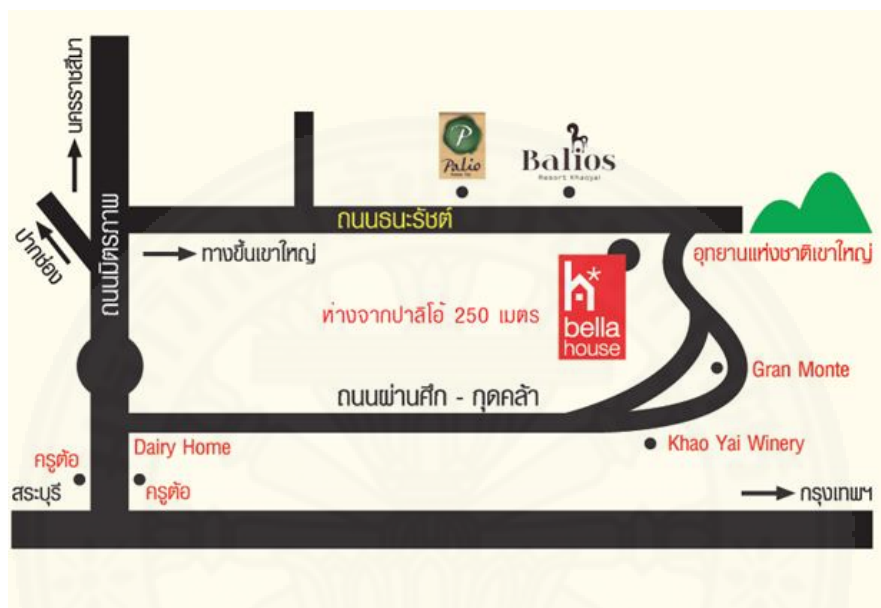 นครราชสีมา
P
Palio
Balios
Resort Khaoyai
ถนนธนะรัชต์
ปากช่อง
ถนนมิตรภาพ
ทางขึ้นเขาใหญ่
อุทยานแห่งชาติเขาใหญ่
h*
bella
house
ห่างจากปาลิโอ้ 250 เมตร
Gran Monte
ถนนผ่านศึก - กุดคล้า
Dairy Home
Khao Yai Winery
ครูต้อ
สระบุรี
ครูต้อ
กรุงเทพฯ